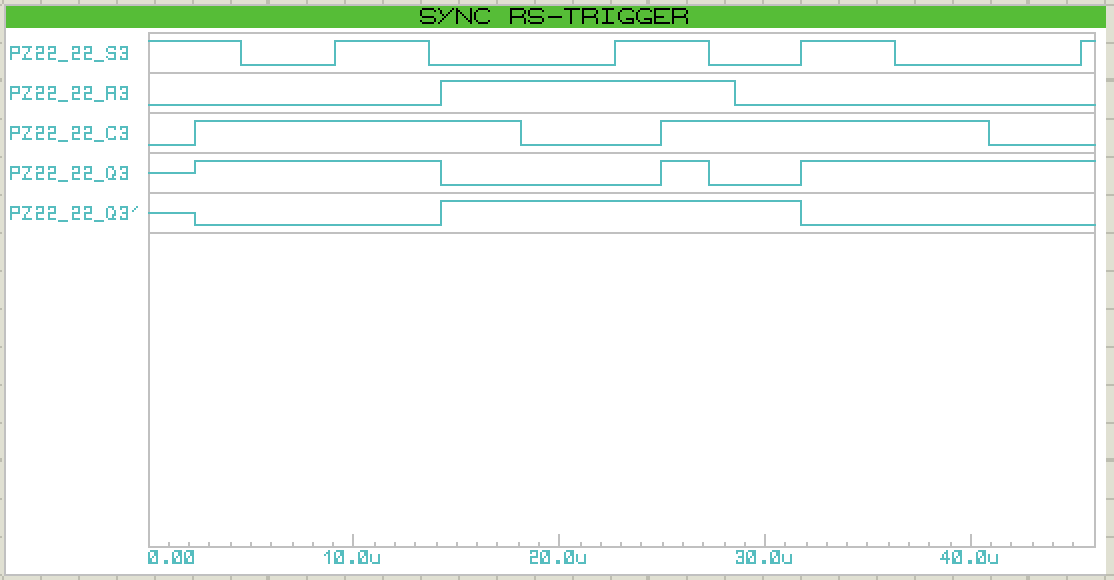 SYNC RS-TRIGGER
PZ22_22_S3
PZ22_22_R3
PZ22_22_C3
PZ22_22_Q3
PZ22_22_Q3'
0.00 10.0u 20.0u 30.0u 40.0u